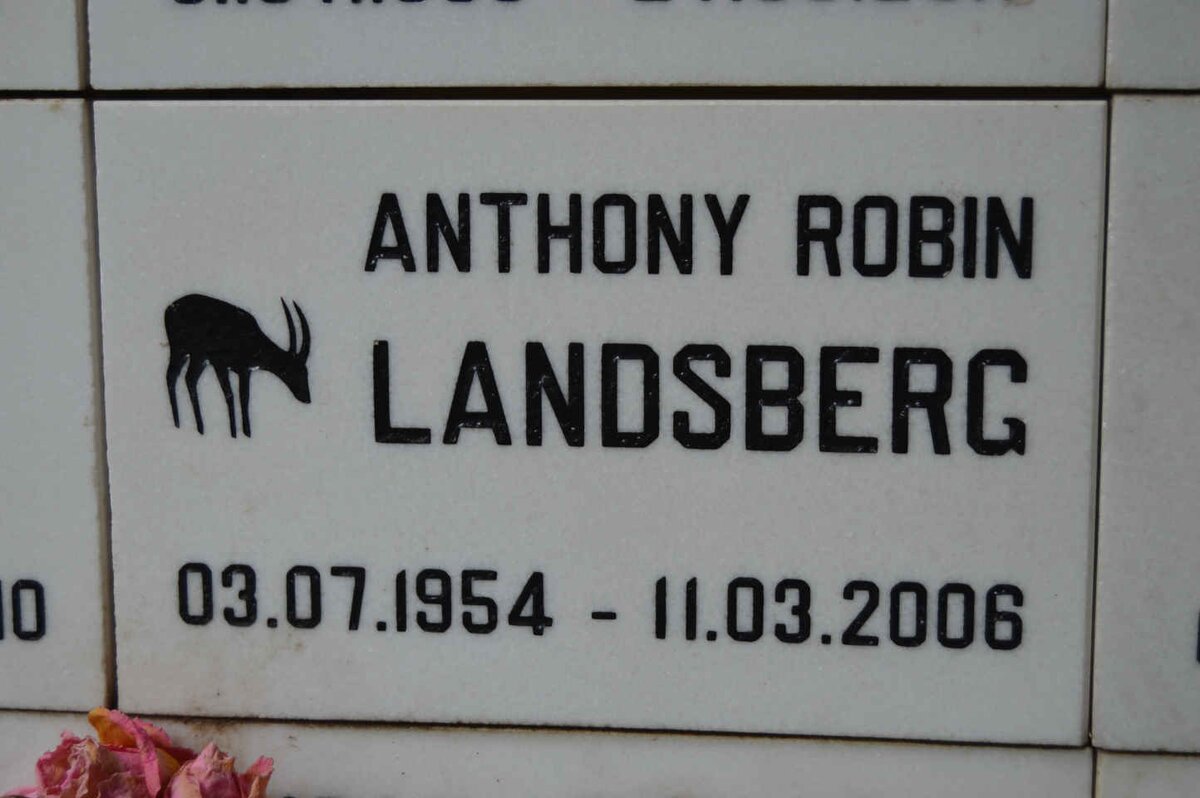 ANTHONY ROBIN
LANDSBERG
03.07.1954 - 11.03.2006